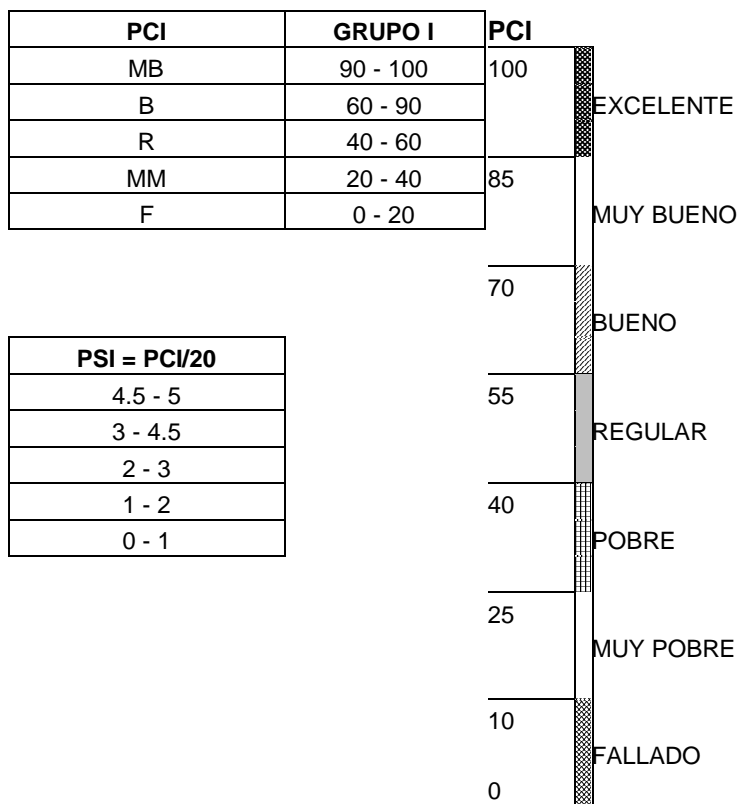 PCI GRUPO I
MB 90 - 100
B 60 - 90
R 40 - 60
MM 20 - 40
F 0 - 20
PSI = PCI/20
4.5 - 5
3 - 4.5
2 - 3
1 - 2
0 - 1
PCI
100
EXCELENTE
85
MUY BUENO
70
BUENO
55
REGULAR
40
POBRE
25
MUY POBRE
10
FALLADO
0